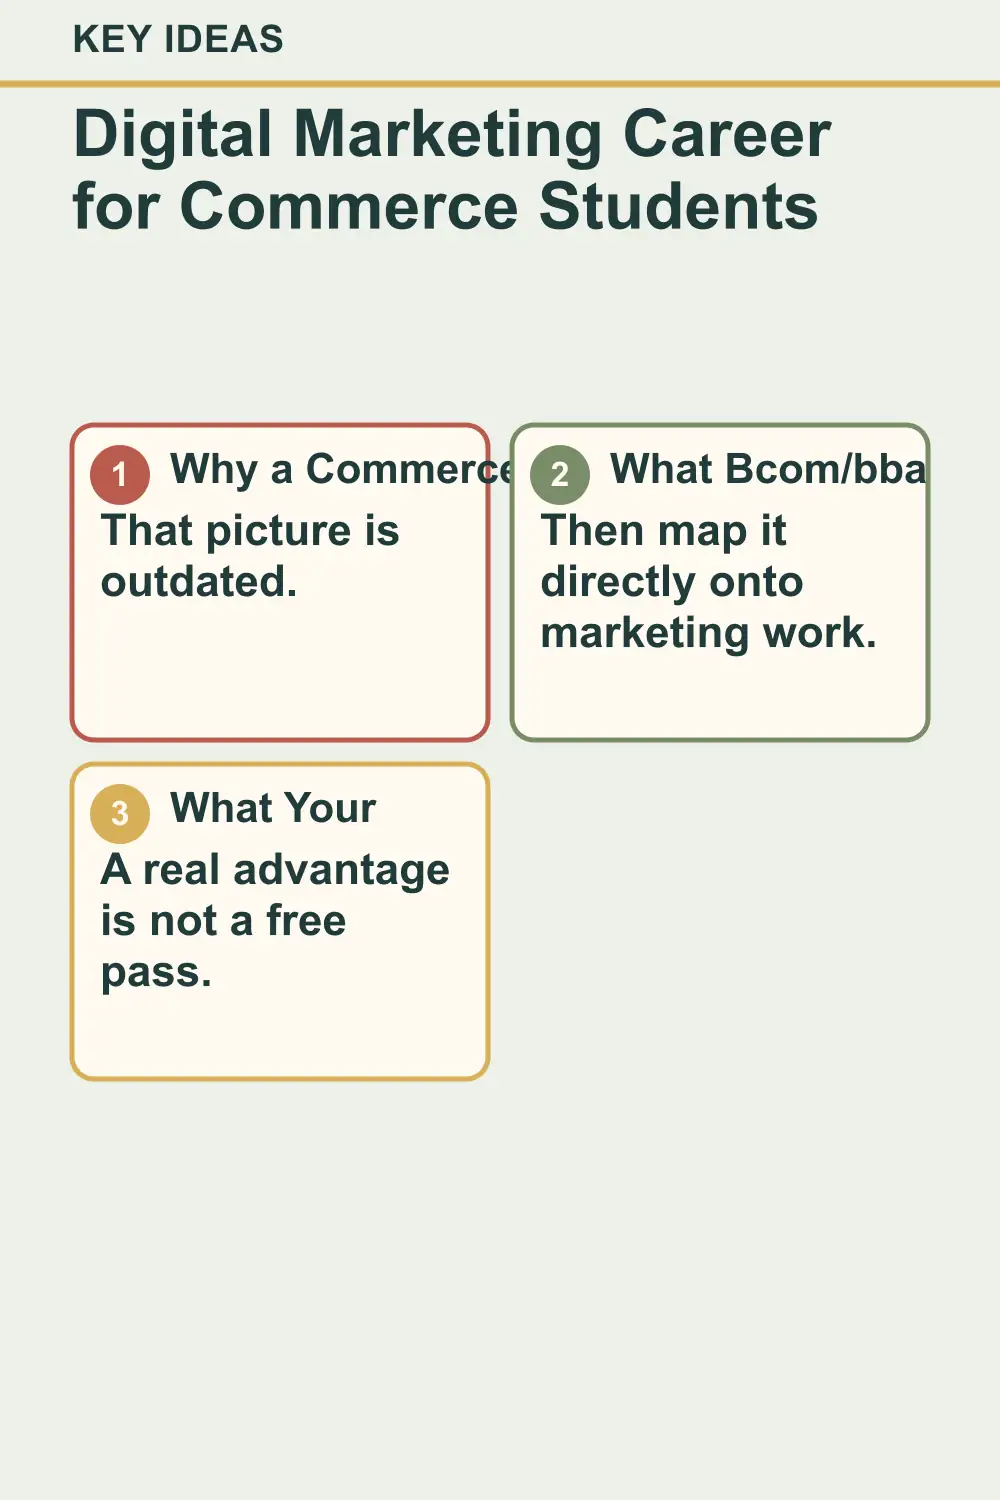 KEY IDEAS
Digital Marketing Career
for Commerce Students
1
Why a Commerce
That picture is
outdated.
2
What Bcom/bba
Then map it
directly onto
marketing work.
3
What Your
A real advantage
is not a free
pass.